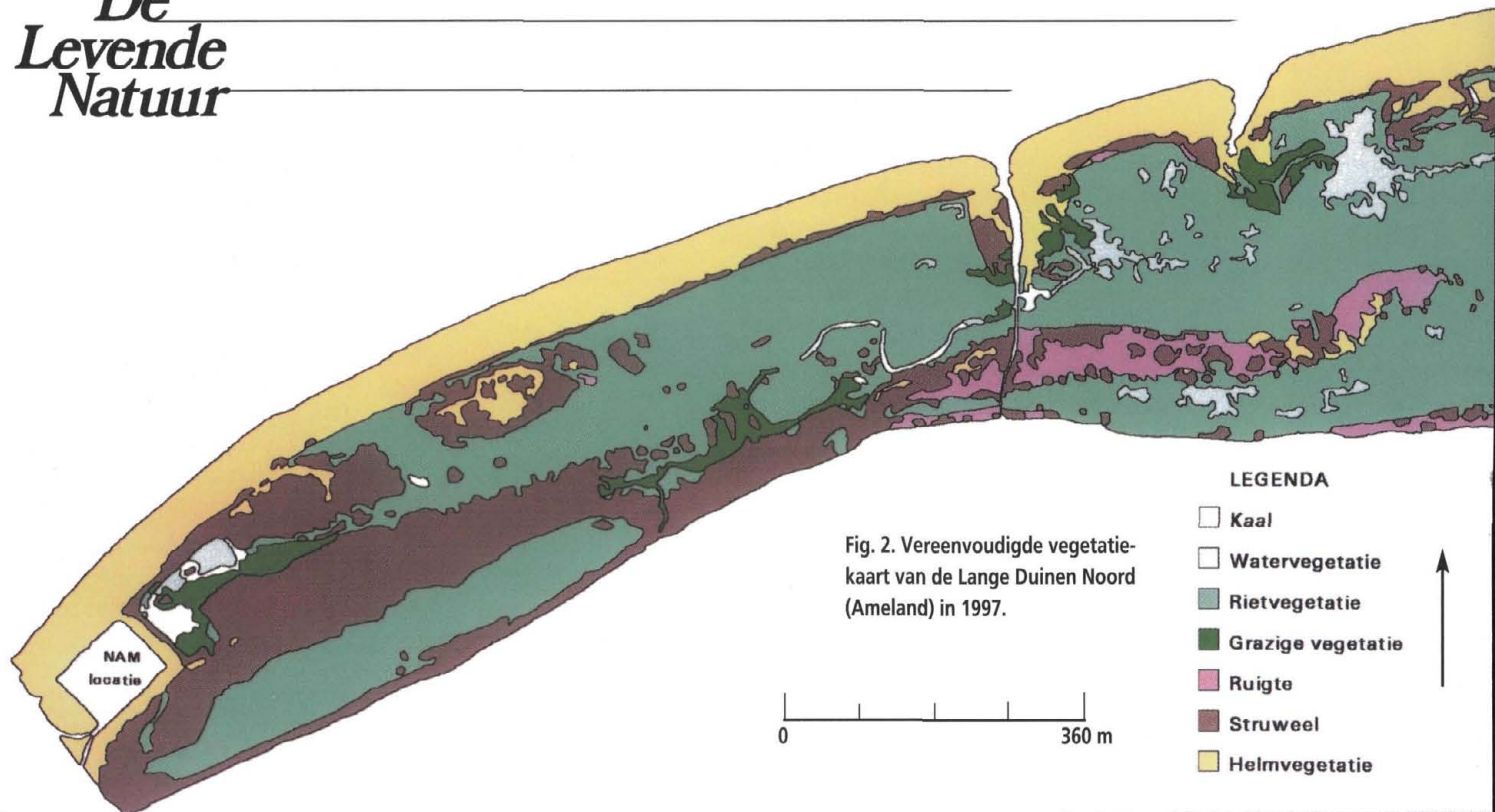 De
Levende
Natuur
NAM
locatie
Fig. 2. Vereenvoudigde vegetatie-
kaart van de Lange Duinen Noord
(Ameland) in 1997.
0 360 m
LEGENDA
Kaal
Watervegetatie
Rietvegetatie
Grazige vegetatie
Ruigte
Struweel
Helmvegetatie